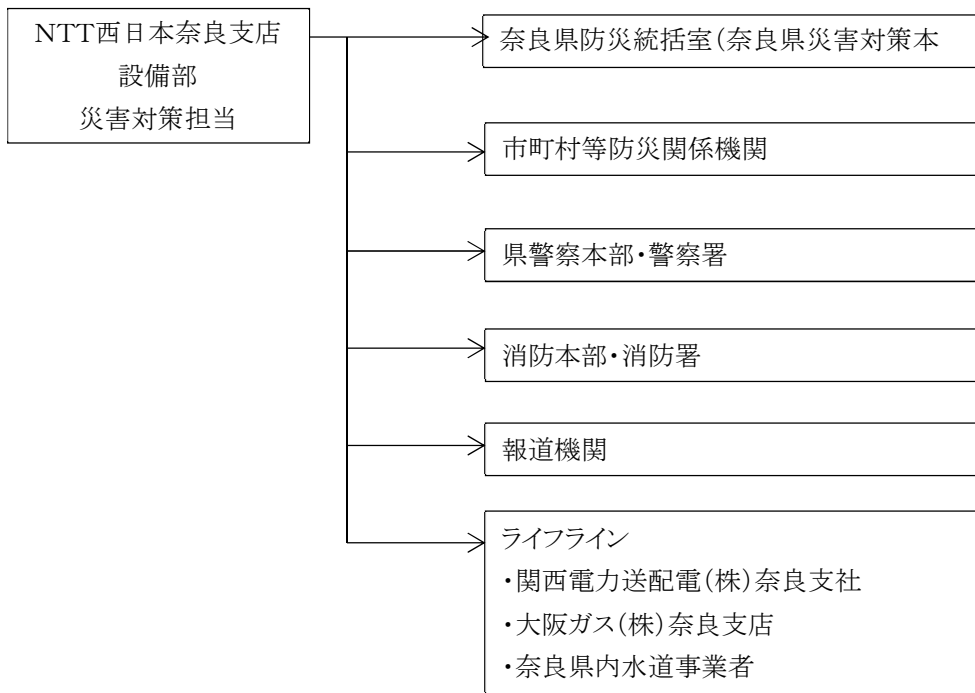 NTT西日本奈良支店
設備部
災害対策担当
奈良県防災統括室(奈良県災害対策本
市町村等防災関係機関
県警察本部・警察署
消防本部・消防署
報道機関
ライフライン
・関西電力送配電(株)奈良支社
・大阪ガス(株)奈良支店
・奈良県内水道事業者